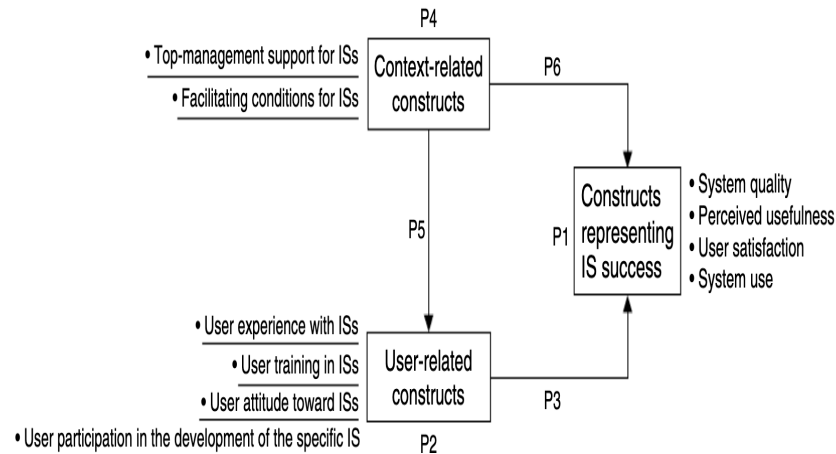 P4
• Top-management support for ISs
• Facilitating conditions for ISs
Context-related
constructs
P6
P5
P1
Constructs
representing
IS success
• System quality
• Perceived usefulness
• User satisfaction
• System use
• User experience with ISs
• User training in ISs
• User attitude toward ISs
• User participation in the development of the specific IS
User-related
constructs
P3
P2